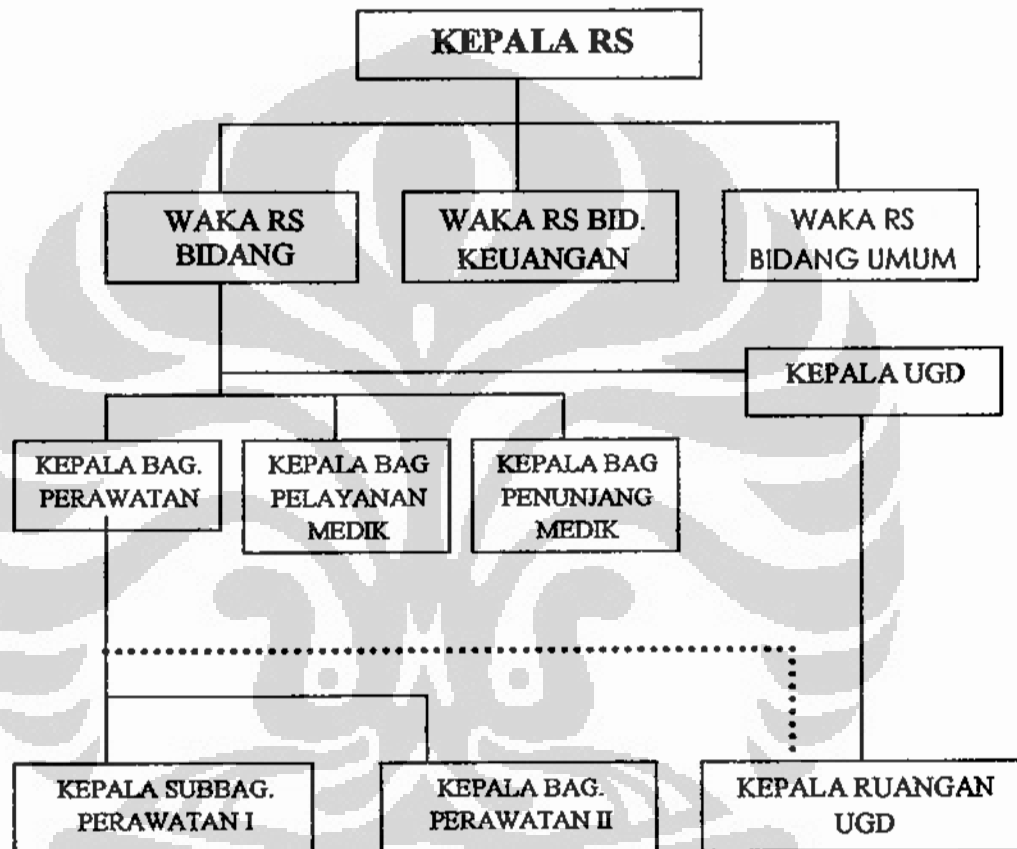 KEPALA RS
WAKA RS
BIDANG
WAKA RS BID.
KEUANGAN
WAKA RS
BIDANG UMUM
KEPALA UGD
KEPALA BAG.
PERAWATAN
KEPALA BAG
PELAYANAN
MEDIK
KEPALA BAG
PENUNJANG
MEDIK
KEPALA SUBBAG.
PERAWATAN I
KEPALA BAG.
PERAWATAN II
KEPALA RUANGAN
UGD